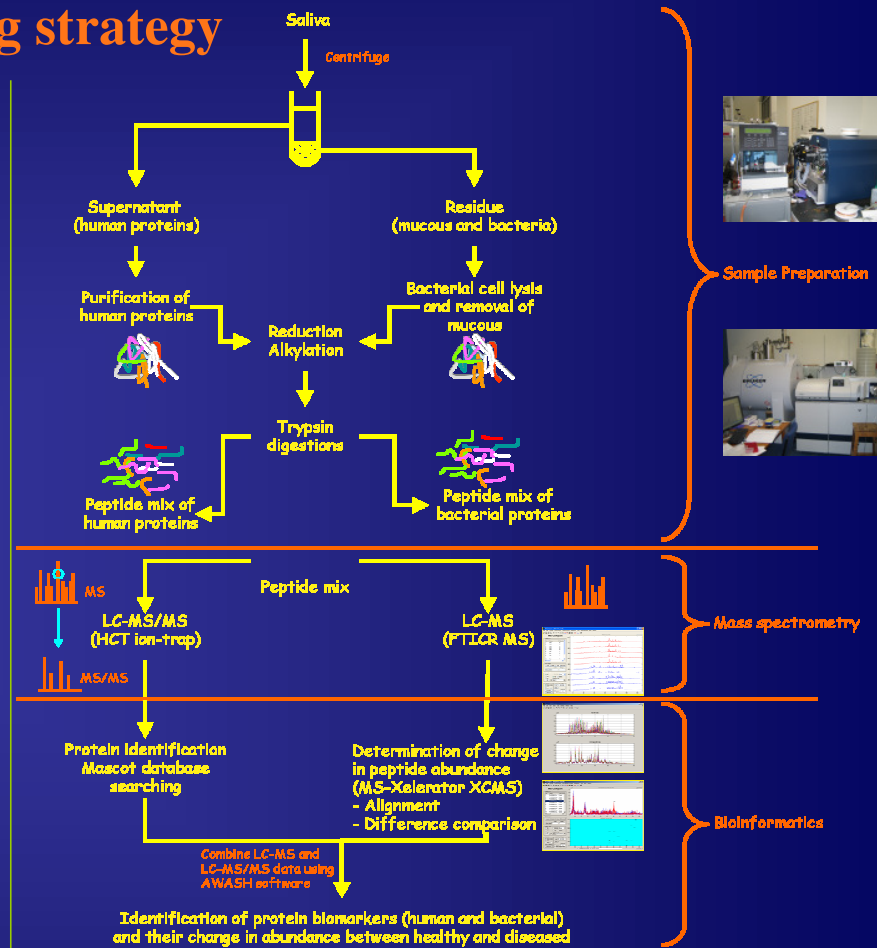 g strategy
Saliva
Centrifuge
Supernatant
(human proteins)
Residue
(mucous and bacteria)
Purification of
human proteins
Bacterial cell lysis
and removal of
mucous
Reduction
Alkylation
Sample Preparation
Trypsin
digestions
Peptide mix of
human proteins
Peptide mix of
bacterial proteins
Peptide mix
MS
LC-MS/MS
(HCT ion-trap)
LC-MS
(FTICR MS)
Mass spectrometry
MS/MS
Protein identification
Mascot database
searching
Determination of change
in peptide abundance
(MS-Xelerator XCMS)
- Alignment
- Difference comparison
Bioinformatics
Combine LC-MS and
LC-MS/MS data using
AWASH software
Identification of protein biomarkers (human and bacterial)
and their change in abundance between healthy and diseased